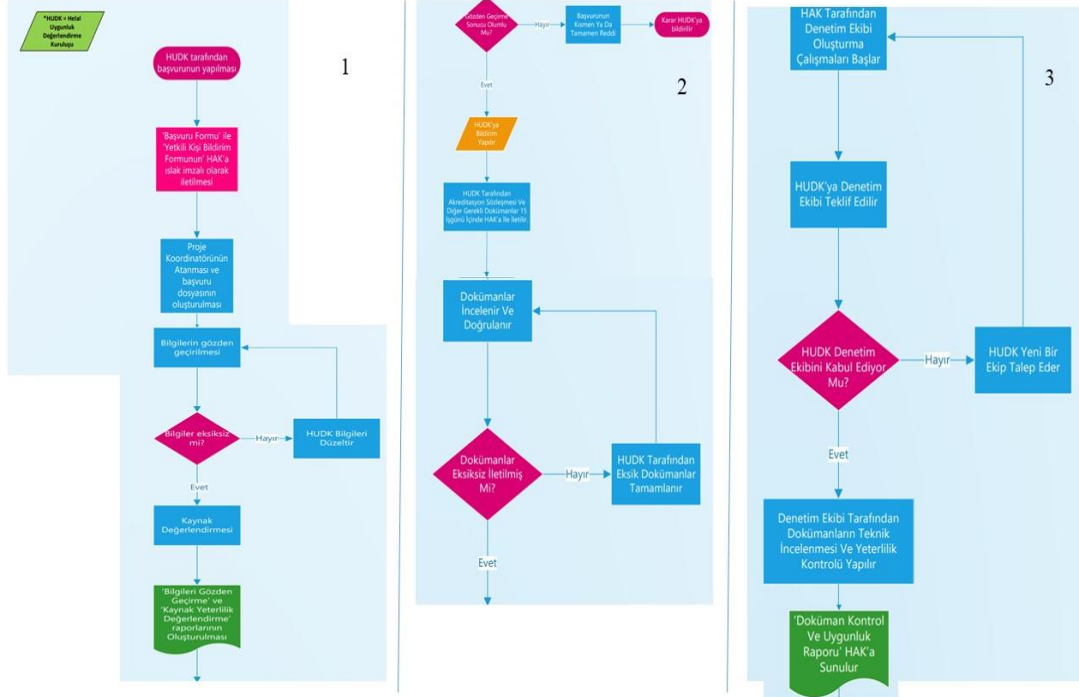 *HUDK = Helal
Uygunluk
Değerlendirme
Kuruluşu
1
HUDK tarafından
başvurunun yapılması
'Başvuru Formu' ile
'Yetkili Kişi Bildirim
Formunun' HAK'a
ıslak imzalı olarak
iletilmesi
Proje
Koordinatörünün
Atanması ve
başvuru
dosyasının
oluşturulması
Bilgilerin gözden
geçirilmesi
Bilgiler eksiksiz
mi?
Hayır
HUDK Bilgileri
Düzeltir
Evet
Kaynak
Değerlendirmesi
'Bilgileri Gözden
Geçirme' ve
'Kaynak Yeterlilik
Değerlendirme'
raporlarının
Oluşturulması
2
Gözden Geçirme
Sonucu Olumlu
Mu?
Hayır
Başvurunun
Kısmen Ya Da
Tamamen Reddi
Karar HUDK'ya
bildirilir
Evet
HUDK'ya
Bildirim
Yapılır
HUDK Tarafından
Akreditasyon Sözleşmesi Ve
Diğer Gerekli Dokümanlar 15
İşgünü İçinde HAK'a İle İletilir.
Dokümanlar
İncelenir Ve
Doğrulanır
Dokümanlar
Eksiksiz İletilmiş
Mi?
Hayır
HUDK Tarafından
Eksik Dokümanlar
Tamamlanır
Evet
3
HAK Tarafından
Denetim Ekibi
Oluşturma
Çalışmaları Başlar
HUDK'ya Denetim
Ekibi Teklif Edilir
HUDK Denetim
Ekibini Kabul Ediyor
Mu?
Hayır
HUDK Yeni Bir
Ekip Talep Eder
Evet
Denetim Ekibi Tarafından
Dokümanların Teknik
İncelenmesi Ve Yeterlilik
Kontrolü Yapılır
'Doküman Kontrol
Ve Uygunluk
Raporu' HAK'a
Sunulur